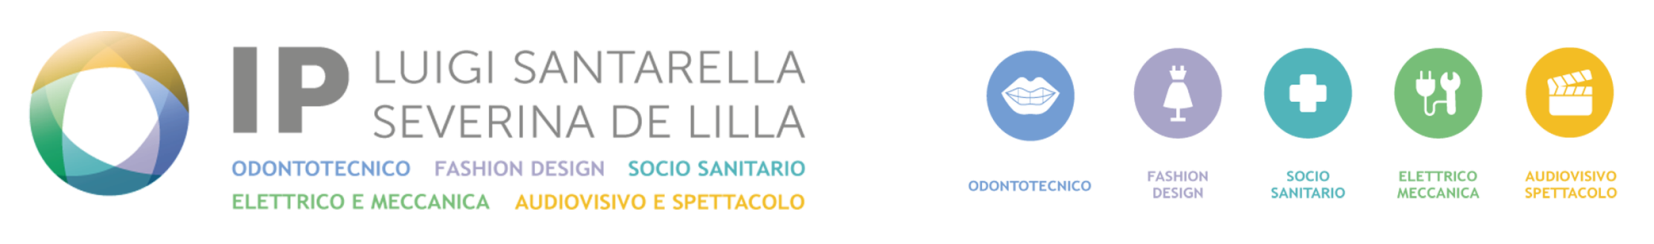 IP LUIGI SANTARELLA
SEVERINA DE LILLA
ODONTOTECNICO FASHION DESIGN SOCIO SANITARIO
ELETTRICO E MECCANICA AUDIOVISIVO E SPETTACOLO
ODONTOTECNICO
FASHION
DESIGN
SOCIO
SANITARIO
ELETTRICO
MECCANICA
AUDIOVISIVO
SPETTACOLO